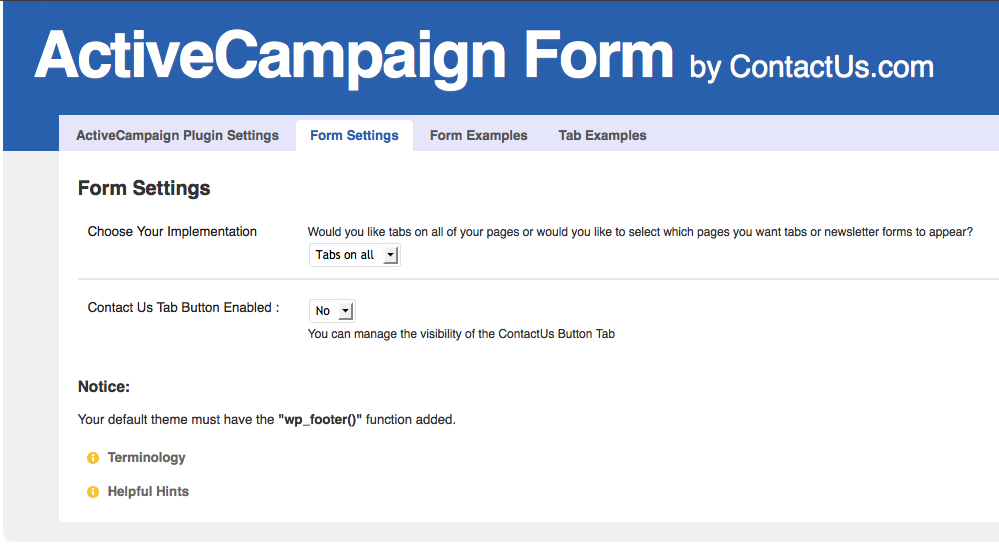 ActiveCampaign Form by ContactUs.com
ActiveCampaign Plugin Settings Form Settings Form Examples Tab Examples
Form Settings
Choose Your Implementation Would you like tabs on all of your pages or would you like to select which pages you want tabs or newsletter forms to appear?
Tabs on all
Contact Us Tab Button Enabled : No
You can manage the visibility of the ContactUs Button Tab
Notice:
Your default theme must have the "wp_footer()" function added.
Terminology
Helpful Hints